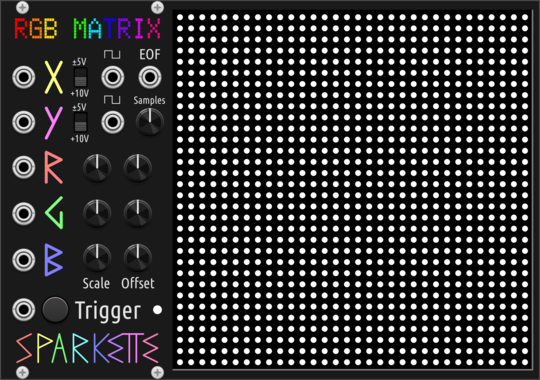 RGB MATRIX
EOF
X ±5V +10V
Samples
Y ±5V +10V
R
G
B
Scale Offset
Trigger
SPARKETTE